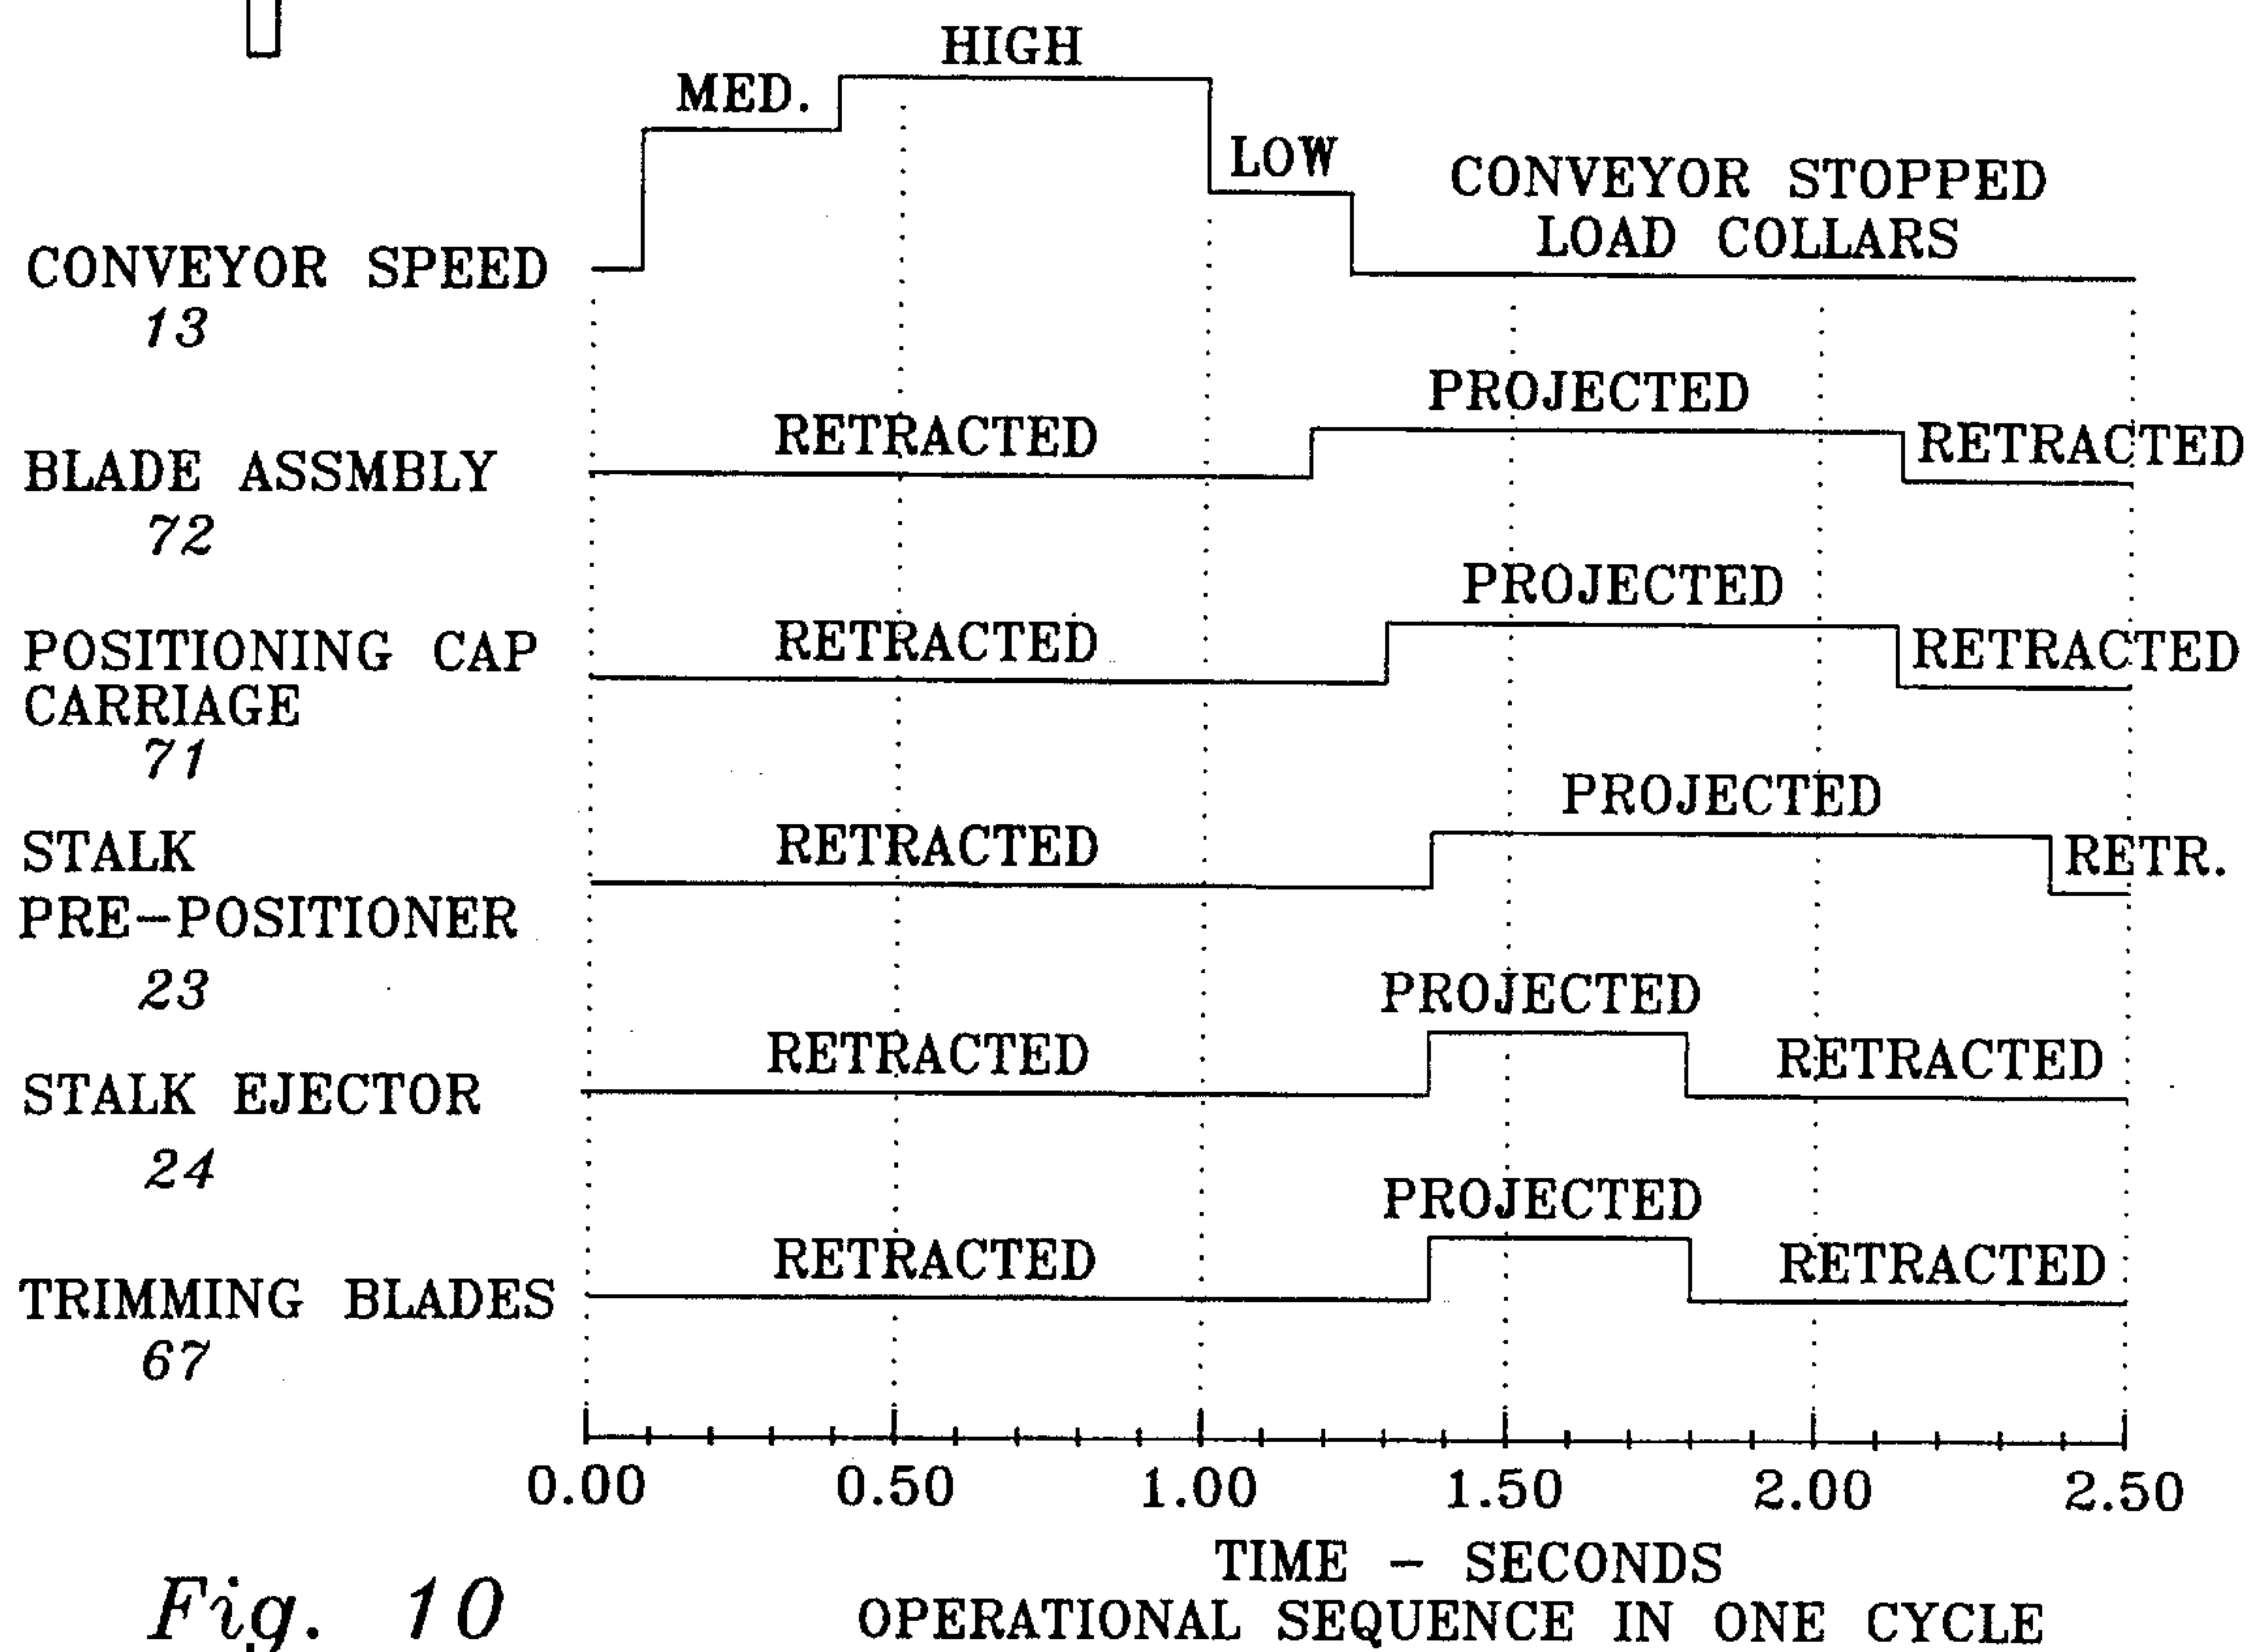 HIGH
MED.
LOW
CONVEYOR STOPPED
LOAD COLLARS
CONVEYOR SPEED
13
PROJECTED
RETRACTED
RETRACTED
BLADE ASSMBLY
72
PROJECTED
RETRACTED
RETRACTED
POSITIONING CAP
CARRIAGE
71
PROJECTED
RETRACTED
RETR.
STALK
PRE-POSITIONER
23
PROJECTED
RETRACTED
RETRACTED
STALK EJECTOR
24
PROJECTED
RETRACTED
RETRACTED
TRIMMING BLADES
67
0.00 0.50 1.00 1.50 2.00 2.50
TIME - SECONDS
OPERATIONAL SEQUENCE IN ONE CYCLE
Fig. 10